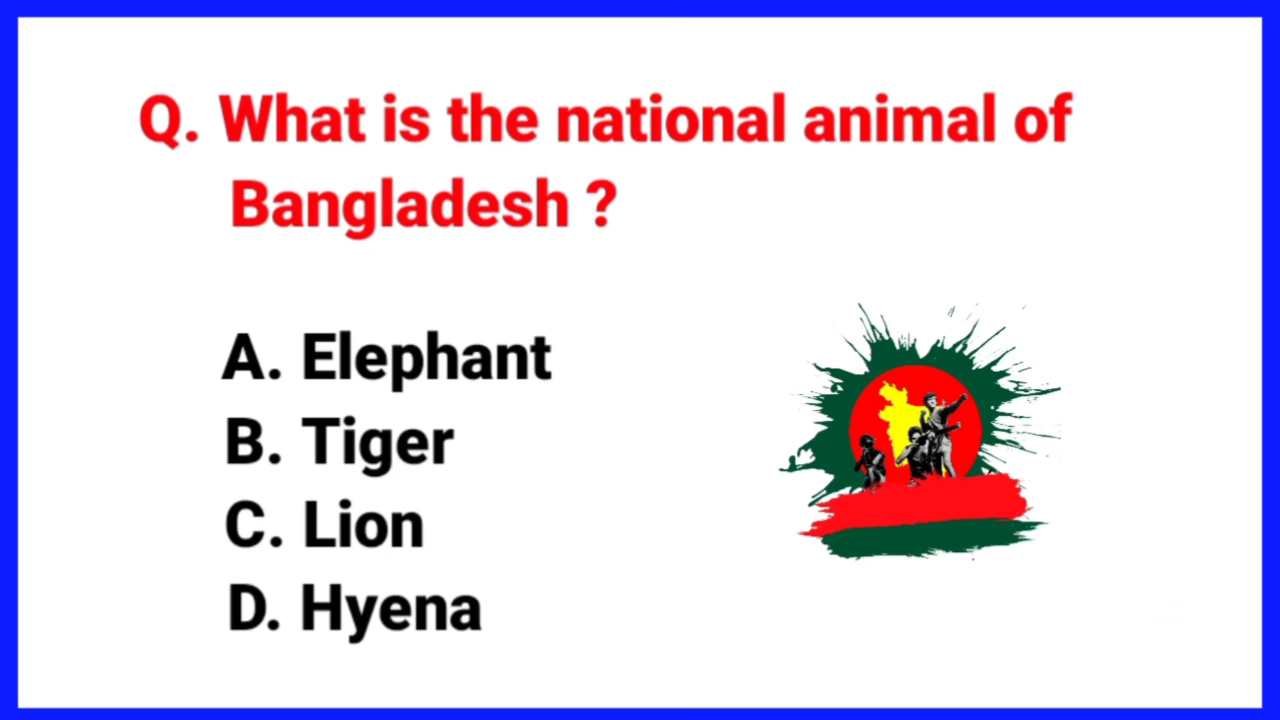 Q. What is the national animal of
Bangladesh ?
A. Elephant
B. Tiger
C. Lion
D. Hyena